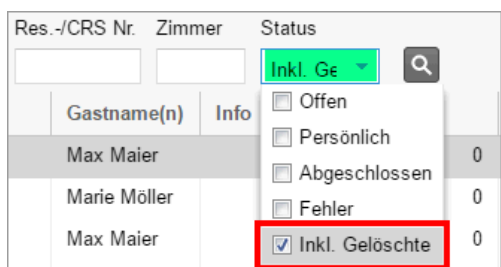 Res.-/CRS Nr. Zimmer Status
Inkl. Ge
Gastname(n) Info
Offen
Persönlich
Max Maier 0
Abgeschlossen
Marie Möller 0
Fehler
Max Maier 0
Inkl. Gelöschte